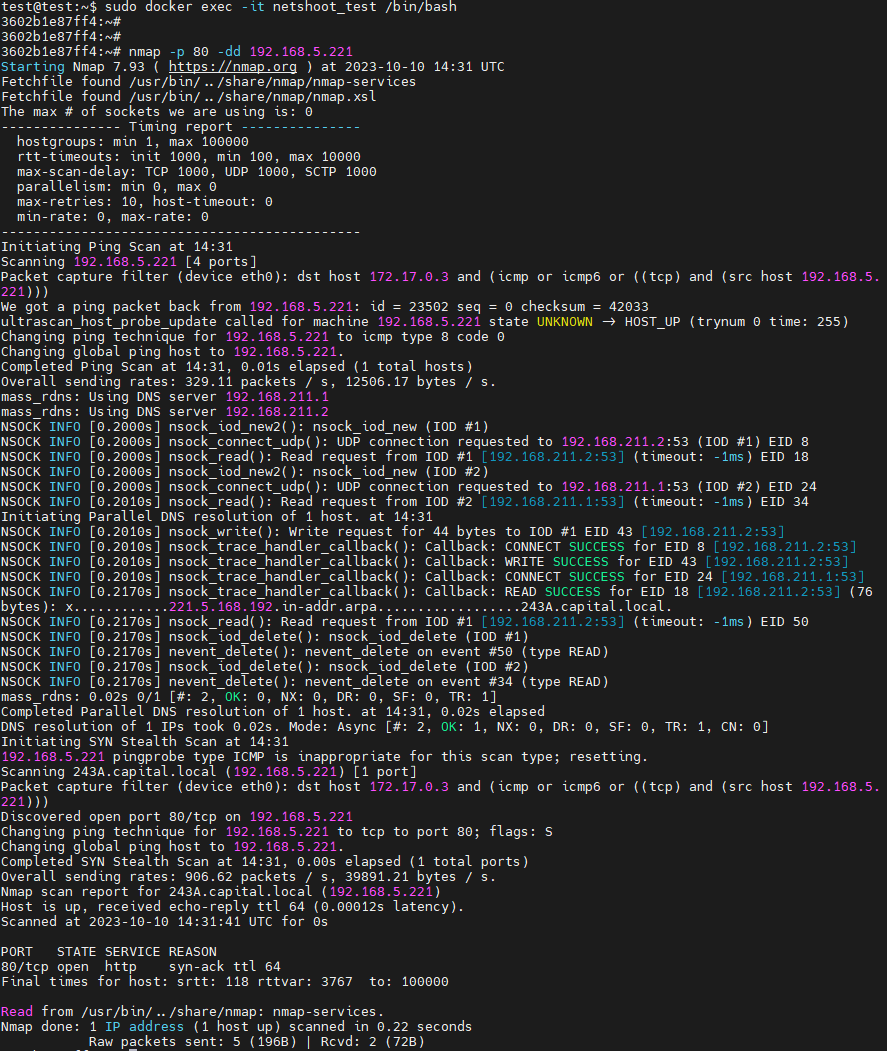 test@test:~$ sudo docker exec -it netshoot_test /bin/bash
3602b1e87ff4:~#
3602b1e87ff4:~#
3602b1e87ff4:~# nmap -p 80 -dd 192.168.5.221
Starting Nmap 7.93 ( https://nmap.org ) at 2023-10-10 14:31 UTC
Fetchfile found /usr/bin/../share/nmap/nmap-services
Fetchfile found /usr/bin/../share/nmap/nmap.xsl
The max # of sockets we are using is: 0
--------------- Timing report ---------------
  hostgroups: min 1, max 100000
  rtt-timeouts: init 1000, min 100, max 10000
  max-scan-delay: TCP 1000, UDP 1000, SCTP 1000
  parallelism: min 0, max 0
  max-retries: 10, host-timeout: 0
  min-rate: 0, max-rate: 0
---------------------------------------------
Initiating Ping Scan at 14:31
Scanning 192.168.5.221 [4 ports]
Packet capture filter (device eth0): dst host 172.17.0.3 and (icmp or icmp6 or ((tcp) and (src host 192.168.5.
221)))
We got a ping packet back from 192.168.5.221: id = 23502 seq = 0 checksum = 42033
ultrascan_host_probe_update called for machine 192.168.5.221 state UNKNOWN -> HOST_UP (trynum 0 time: 255)
Changing ping technique for 192.168.5.221 to icmp type 8 code 0
Changing global ping host to 192.168.5.221.
Completed Ping Scan at 14:31, 0.01s elapsed (1 total hosts)
Overall sending rates: 329.11 packets / s, 12506.17 bytes / s.
mass_rdns: Using DNS server 192.168.211.1
mass_rdns: Using DNS server 192.168.211.2
NSOCK INFO [0.2000s] nsock_iod_new2(): nsock_iod_new (IOD #1)
NSOCK INFO [0.2000s] nsock_connect_udp(): UDP connection requested to 192.168.211.2:53 (IOD #1) EID 8
NSOCK INFO [0.2000s] nsock_read(): Read request from IOD #1 [192.168.211.2:53] (timeout: -1ms) EID 18
NSOCK INFO [0.2000s] nsock_iod_new2(): nsock_iod_new (IOD #2)
NSOCK INFO [0.2000s] nsock_connect_udp(): UDP connection requested to 192.168.211.1:53 (IOD #2) EID 24
NSOCK INFO [0.2010s] nsock_read(): Read request from IOD #2 [192.168.211.1:53] (timeout: -1ms) EID 34
Initiating Parallel DNS resolution of 1 host. at 14:31
NSOCK INFO [0.2010s] nsock_write(): Write request for 44 bytes to IOD #1 EID 43 [192.168.211.2:53]
NSOCK INFO [0.2010s] nsock_trace_handler_callback(): Callback: CONNECT SUCCESS for EID 8 [192.168.211.2:53]
NSOCK INFO [0.2010s] nsock_trace_handler_callback(): Callback: WRITE SUCCESS for EID 43 [192.168.211.2:53]
NSOCK INFO [0.2010s] nsock_trace_handler_callback(): Callback: CONNECT SUCCESS for EID 24 [192.168.211.1:53]
NSOCK INFO [0.2170s] nsock_trace_handler_callback(): Callback: READ SUCCESS for EID 18 [192.168.211.2:53] (76
bytes): x............221.5.168.192.in-addr.arpa..................243A.capital.local.
NSOCK INFO [0.2170s] nsock_read(): Read request from IOD #1 [192.168.211.2:53] (timeout: -1ms) EID 50
NSOCK INFO [0.2170s] nsock_iod_delete(): nsock_iod_delete (IOD #1)
NSOCK INFO [0.2170s] nevent_delete(): nevent_delete on event #50 (type READ)
NSOCK INFO [0.2170s] nsock_iod_delete(): nsock_iod_delete (IOD #2)
NSOCK INFO [0.2170s] nevent_delete(): nevent_delete on event #34 (type READ)
mass_rdns: 0.02s 0/1 [#: 2, OK: 0, NX: 0, DR: 0, SF: 0, TR: 1]
Completed Parallel DNS resolution of 1 host. at 14:31, 0.02s elapsed
DNS resolution of 1 IPs took 0.02s. Mode: Async [#: 2, OK: 1, NX: 0, DR: 0, SF: 0, TR: 1, CN: 0]
Initiating SYN Stealth Scan at 14:31
192.168.5.221 pingprobe type ICMP is inappropriate for this scan type; resetting.
Scanning 243A.capital.local (192.168.5.221) [1 port]
Packet capture filter (device eth0): dst host 172.17.0.3 and (icmp or icmp6 or ((tcp) and (src host 192.168.5.
221)))
Discovered open port 80/tcp on 192.168.5.221
Changing ping technique for 192.168.5.221 to tcp to port 80; flags: S
Changing global ping host to 192.168.5.221.
Completed SYN Stealth Scan at 14:31, 0.00s elapsed (1 total ports)
Overall sending rates: 906.62 packets / s, 39891.21 bytes / s.
Nmap scan report for 243A.capital.local (192.168.5.221)
Host is up, received echo-reply ttl 64 (0.00012s latency).
Scanned at 2023-10-10 14:31:41 UTC for 0s

PORT   STATE SERVICE REASON
80/tcp open  http    syn-ack ttl 64
Final times for host: srtt: 118 rttvar: 3767  to: 100000

Read from /usr/bin/../share/nmap: nmap-services.
Nmap done: 1 IP address (1 host up) scanned in 0.22 seconds
           Raw packets sent: 5 (196B) | Rcvd: 2 (72B)